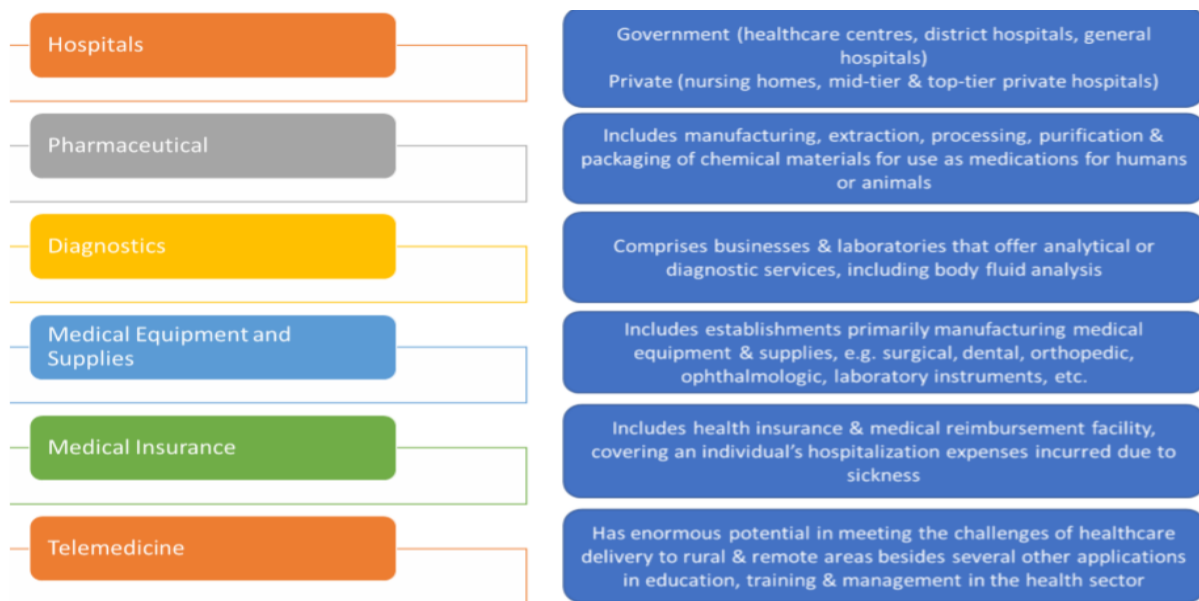 Hospitals
Government (healthcare centres, district hospitals, general
hospitals)
Private (nursing homes, mid-tier & top-tier private hospitals)
Pharmaceutical
Includes manufacturing, extraction, processing, purification &
packaging of chemical materials for use as medications for humans
or animals
Diagnostics
Comprises businesses & laboratories that offer analytical or
diagnostic services, including body fluid analysis
Medical Equipment and
Supplies
Includes establishments primarily manufacturing medical
equipment & supplies, e.g. surgical, dental, orthopedic,
ophthalmologic, laboratory instruments, etc.
Medical Insurance
Includes health insurance & medical reimbursement facility,
covering an individual's hospitalization expenses incurred due to
sickness
Telemedicine
Has enormous potential in meeting the challenges of healthcare
delivery to rural & remote areas besides several other applications
in education, training & management in the health sector